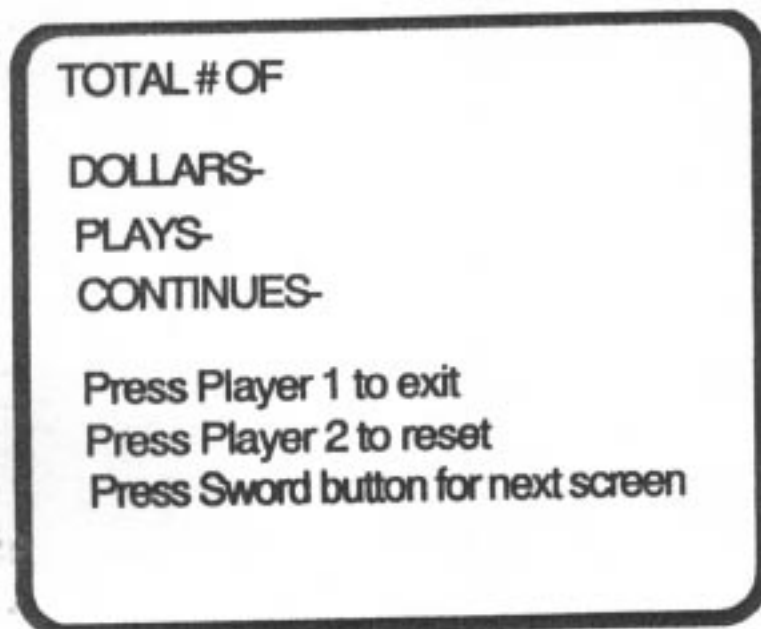 TOTAL # OF
DOLLARS-
PLAYS-
CONTINUES-
Press Player 1 to exit
Press Player 2 to reset
Press Sword button for next screen